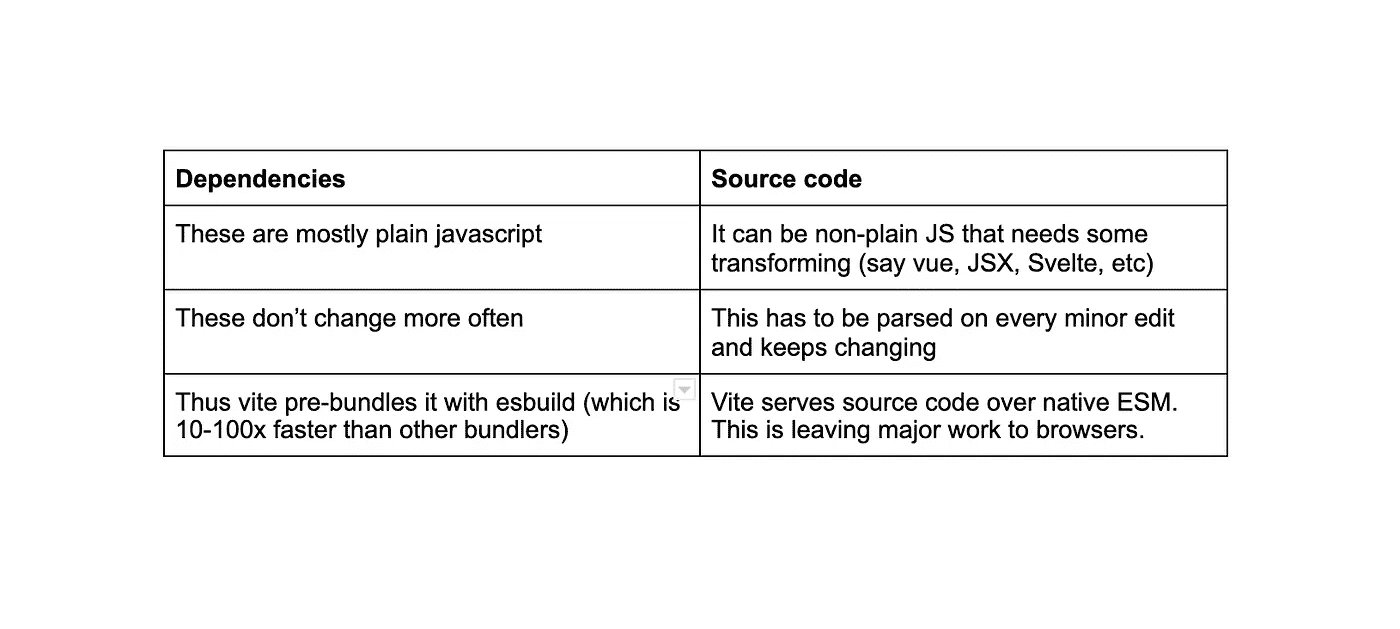 Dependencies
Source code
These are mostly plain javascript
It can be non-plain JS that needs some
transforming (say vue, JSX, Svelte, etc)
These don’t change more often
This has to be parsed on every minor edit
and keeps changing
Thus vite pre-bundles it with esbuild (which is
10-100x faster than other bundlers)
Vite serves source code over native ESM.
This is leaving major work to browsers.